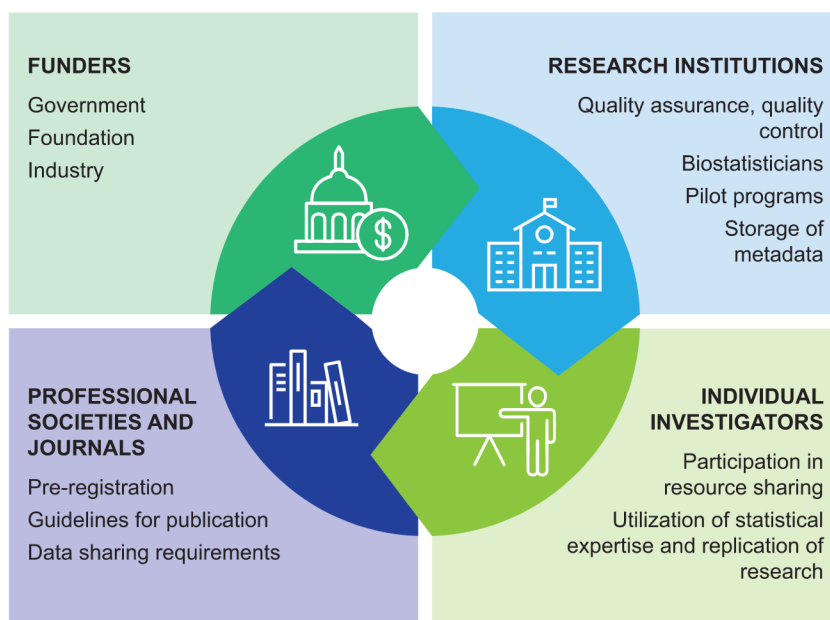 FUNDERS
Government
Foundation
Industry
RESEARCH INSTITUTIONS
Quality assurance, quality
control
Biostatisticians
Pilot programs
Storage of
metadata
$
PROFESSIONAL
SOCIETIES AND
JOURNALS
Pre-registration
Guidelines for publication
Data sharing requirements
INDIVIDUAL
INVESTIGATORS
Participation in
resource sharing
Utilization of statistical
expertise and replication of
research